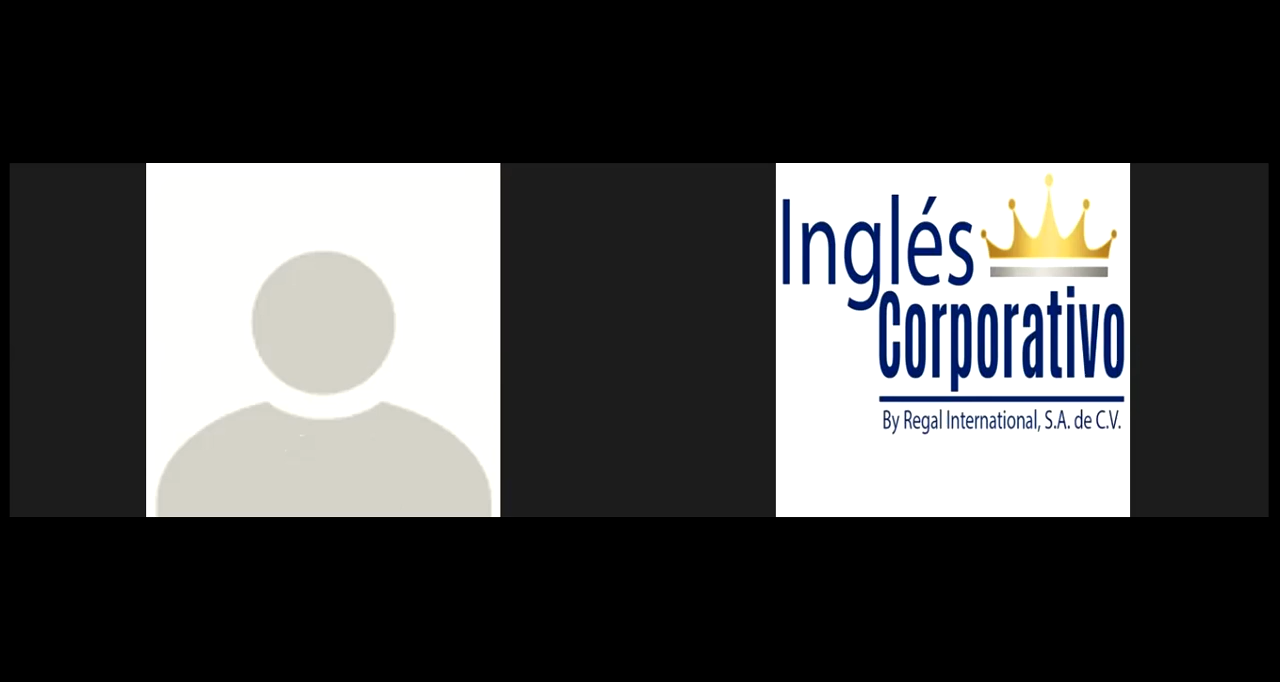 Inglés
Corporativo
By Regal International, S.A. de C.V.